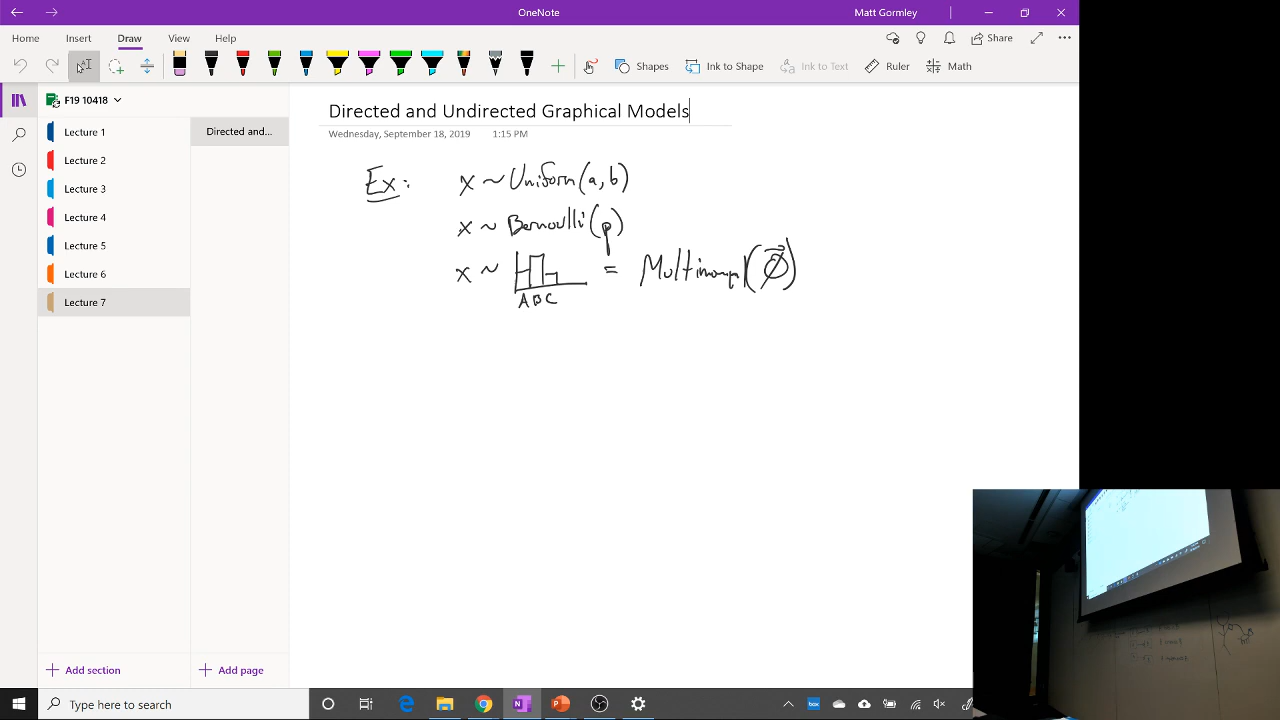 OneNote
Matt Gormley
Home
Insert
Draw
View
Help
Share
Shapes
Ink to Shape
Ink to Text
Ruler
Math
F19 10418
Lecture 1
Lecture 2
Lecture 3
Lecture 4
Lecture 5
Lecture 6
Lecture 7
Directed and...
Directed and Undirected Graphical Models
Wednesday, September 18, 2019 1:15 PM
Ex: x ~ Uniform(a, b)
x ~ Bernoulli(p)
x ~ = Multinomial(∅⃗)
A B C
+ Add section
+ Add page
Type here to search
box